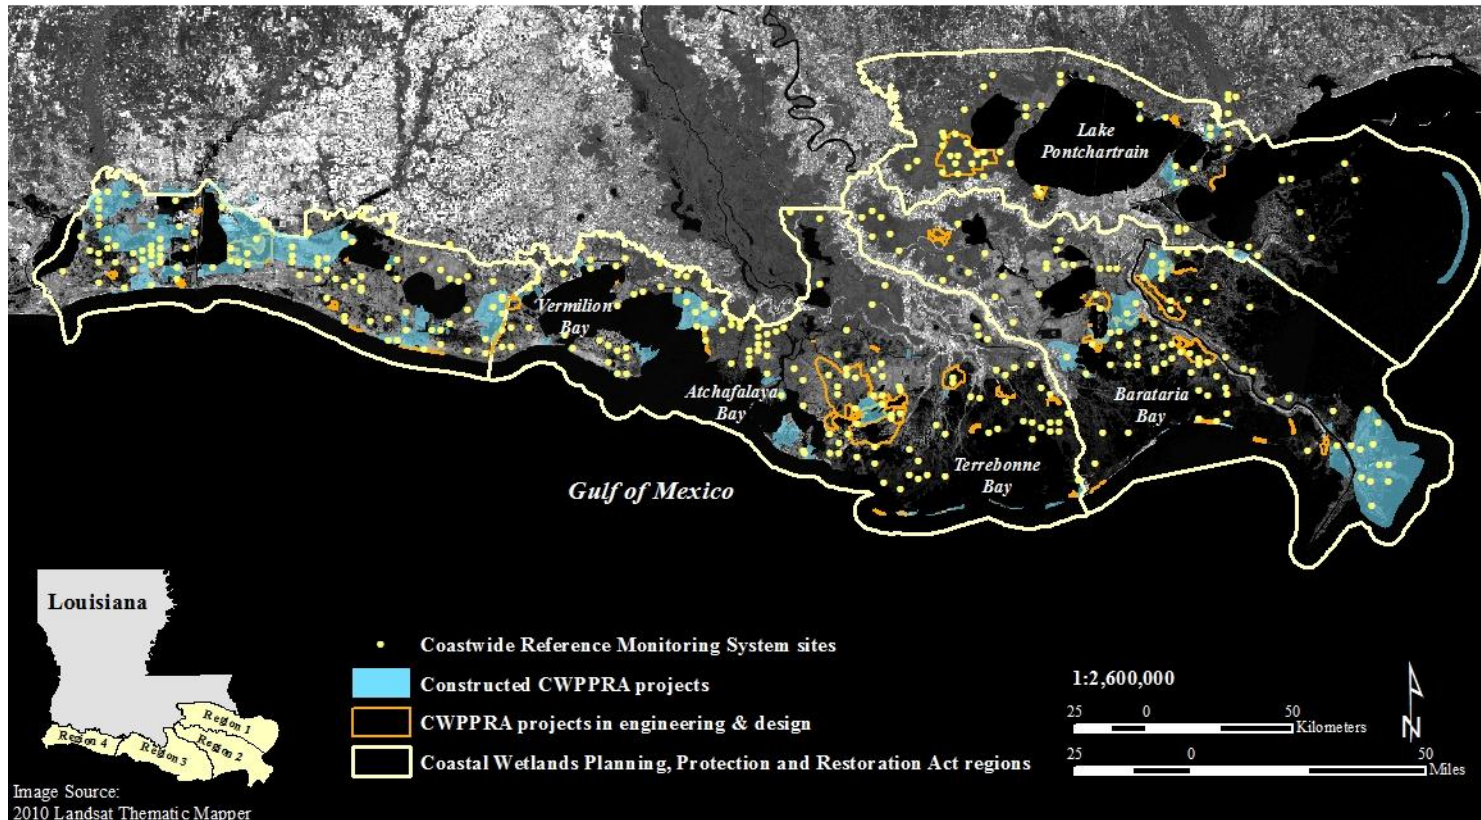 Lake
Pontchartrain
Vermilion
Bay
Atchafalaya
Bay
Barataria
Bay
Terrebonne
Bay
Gulf of Mexico
Louisiana
Region 1
Region 2
Region 3
Region 4
Coastwide Reference Monitoring System sites
Constructed CWPPRA projects
CWPPRA projects in engineering & design
Coastal Wetlands Planning, Protection and Restoration Act regions
1:2,600,000
25 0 50
Kilometers
25 0 50
Miles
N
Image Source:
2010 Landsat Thematic Mapper